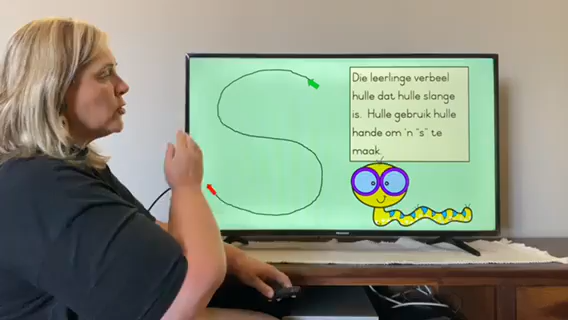 Die leerlinge verbeel
hulle dat hulle slange
is. Hulle gebruik hulle
hande om 'n "s" te
maak.